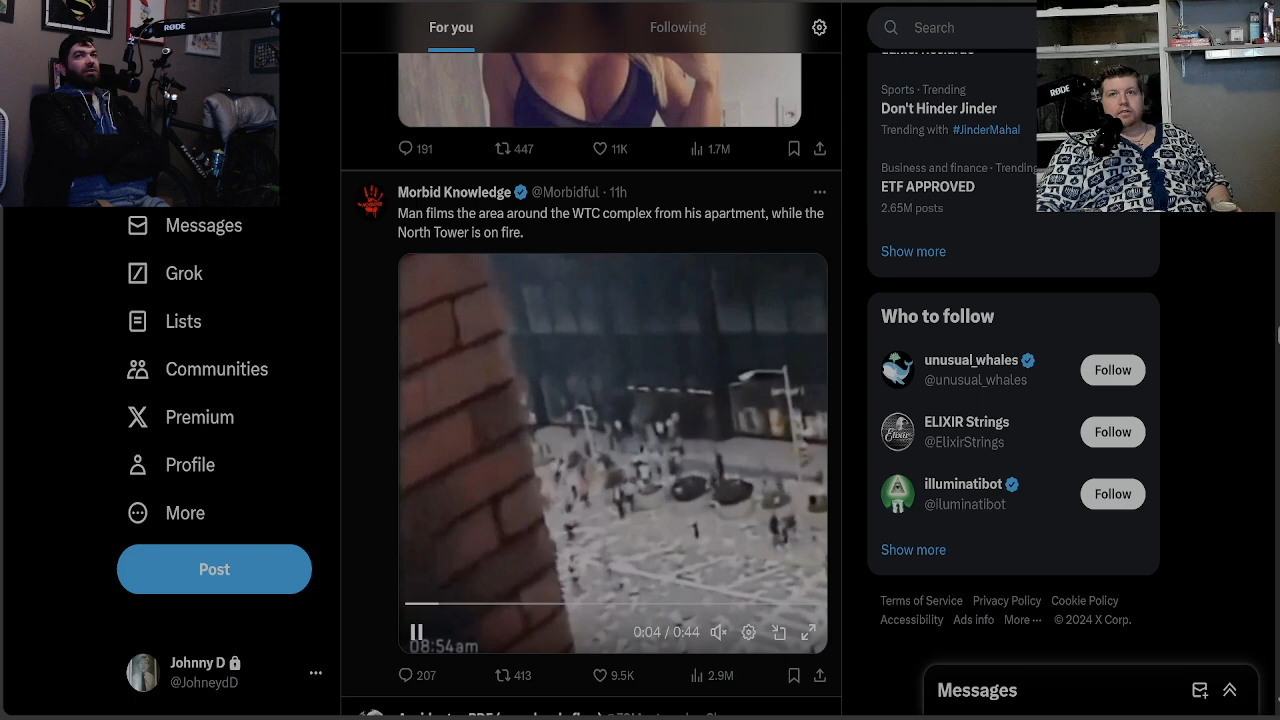 RØDE
For you
Following
Search
RØDE
Sports · Trending
Don't Hinder Jinder
Trending with #JinderMahal
191
447
11K
1.7M
Business and finance · Trending
ETF APPROVED
2.65M posts
Show more
Morbid Knowledge @Morbidful · 11h
Man films the area around the WTC complex from his apartment, while the
North Tower is on fire.
Messages
Grok
Lists
Communities
Premium
Profile
More
Post
Johnny D
@JohneydD
0:04 / 0:44
08:54am
207
413
9.5K
2.9M
Who to follow
unusual_whales
@unusual_whales
Follow
ELIXIR Strings
@ElixirStrings
Follow
illuminatibot
@iluminatibot
Follow
Show more
Terms of Service Privacy Policy Cookie Policy
Accessibility Ads info More ··· © 2024 X Corp.
Messages